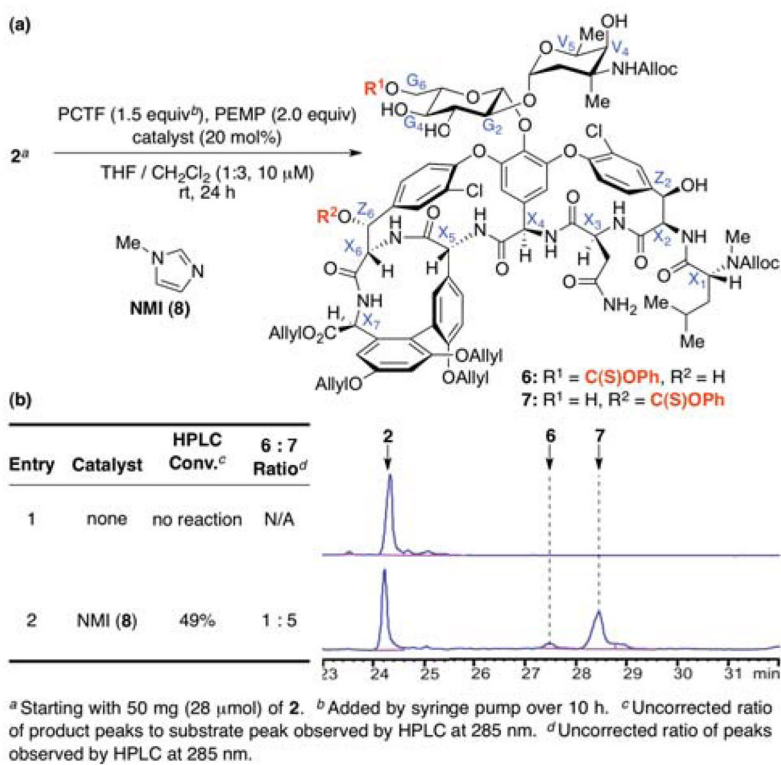 (a)
PCTF (1.5 equivᵇ), PEMP (2.0 equiv)
catalyst (20 mol%)
2ᵃ
THF / CH₂Cl₂ (1:3, 10 μM)
rt, 24 h
Me
N
N
NMI (8)
OH
Me
V₅
V₄
O
NHAlloc
O
Me
R¹
O
G₆
O
HO
G₄
HO
G₂
O
O
Cl
O
O
Cl
Z₂
OH
R²
O
Z₆
O
H
N
X₅
H
N
O
X₄
N
H
O
X₃
H
N
O
X₂
N
H
Me
X₆
N
H
H
H
H
O
NAlloc
X₁
H
O
NH
O
NH₂
Me
Me
H
X₇
AllylO₂C
AllylO
OAllyl
OAllyl
6: R¹ = C(S)OPh, R² = H
7: R¹ = H, R² = C(S)OPh
(b)
Entry Catalyst HPLC Conv.ᶜ 6 : 7 Ratioᵈ
1 none no reaction N/A
2 NMI (8) 49% 1 : 5
2 6 7
23 24 25 26 27 28 29 30 31 min
ᵃ Starting with 50 mg (28 μmol) of 2. ᵇ Added by syringe pump over 10 h. ᶜ Uncorrected ratio
of product peaks to substrate peak observed by HPLC at 285 nm. ᵈ Uncorrected ratio of peaks
observed by HPLC at 285 nm.